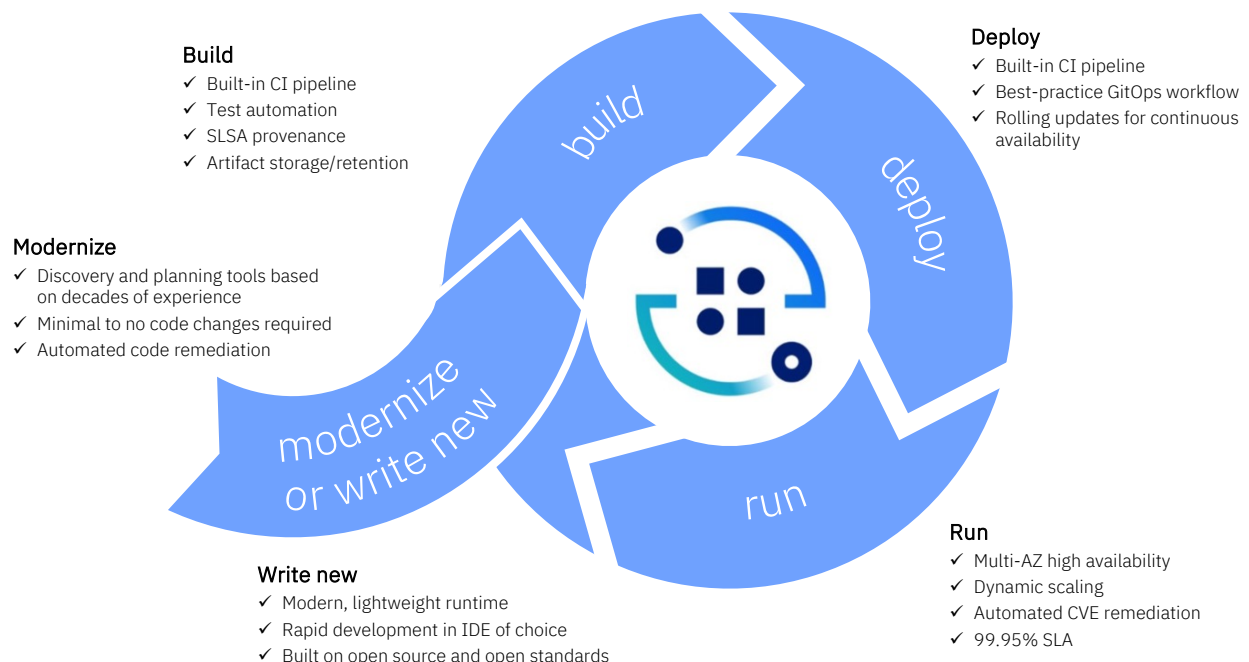 Build
✓ Built-in CI pipeline
✓ Test automation
✓ SLSA provenance
✓ Artifact storage/retention
Deploy
✓ Built-in CI pipeline
✓ Best-practice GitOps workflow
✓ Rolling updates for continuous
availability
Modernize
✓ Discovery and planning tools based
on decades of experience
✓ Minimal to no code changes required
✓ Automated code remediation
build
deploy
modernize
or write new
run
Write new
✓ Modern, lightweight runtime
✓ Rapid development in IDE of choice
✓ Built on open source and open standards
Run
✓ Multi-AZ high availability
✓ Dynamic scaling
✓ Automated CVE remediation
✓ 99.95% SLA